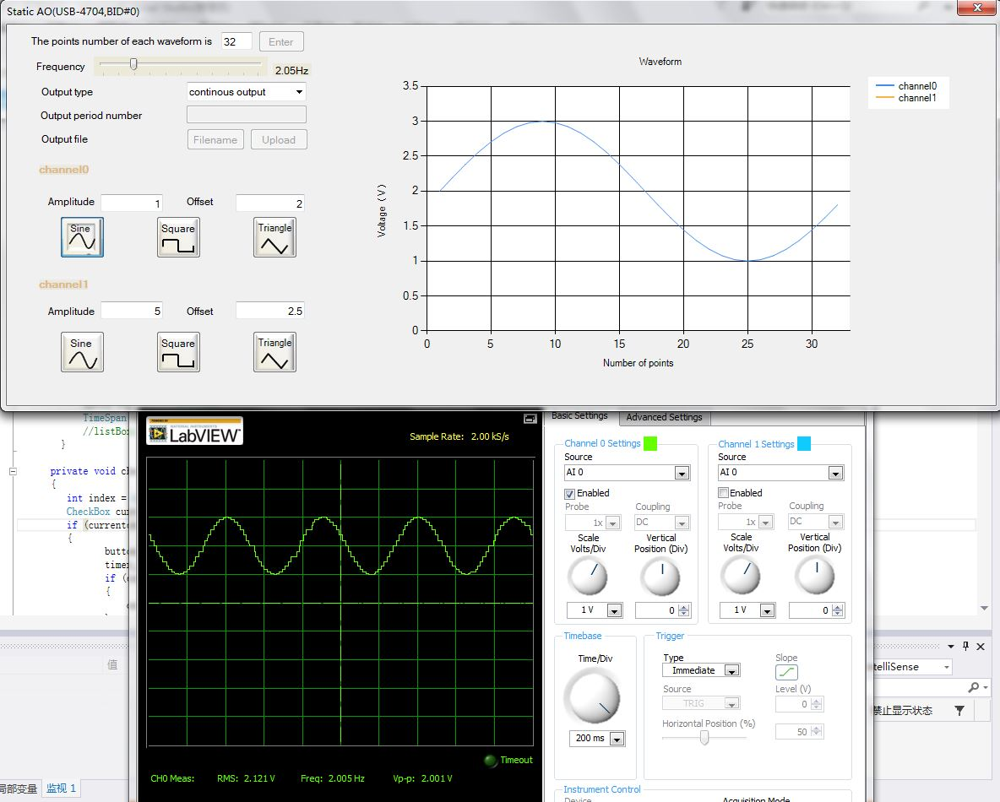 Static AO(USB-4704,BID#0)
The points number of each waveform is 32 Enter
Frequency 2.05Hz
Output type continous output
Output period number
Output file Filename Upload
channel0
Amplitude 1 Offset 2
Sine Square Triangle
channel1
Amplitude 5 Offset 2.5
Sine Square Triangle
Waveform
channel0
channel1
3.5
3
2.5
2
1.5
1
0.5
0
Voltage (V)
0 5 10 15 20 25 30
Number of points
TimeSpan
//listBox
}
private void c
{
int index =
CheckBox cu
if (current
{
butto
timer
if (
{
值
局部变量 监视 1
NATIONAL INSTRUMENTS
LabVIEW
Sample Rate: 2.00 kS/s
Timeout
CH0 Meas: RMS: 2.121 V Freq: 2.005 Hz Vp-p: 2.001 V
Basic Settings Advanced Settings
Channel 0 Settings
Source
AI 0
Enabled
Probe Coupling
1x DC
Scale Vertical
Volts/Div Position (Div)
1 V 0
Channel 1 Settings
Source
AI 0
Enabled
Probe Coupling
1x DC
Scale Vertical
Volts/Div Position (Div)
1 V 0
Timebase
Time/Div
200 ms
Trigger
Type Slope
Immediate
Source Level (V)
TRIG 0
Horizontal Position (%)
50
Instrument Control
Device Acquisition Mode
telliSense
禁止显示状态